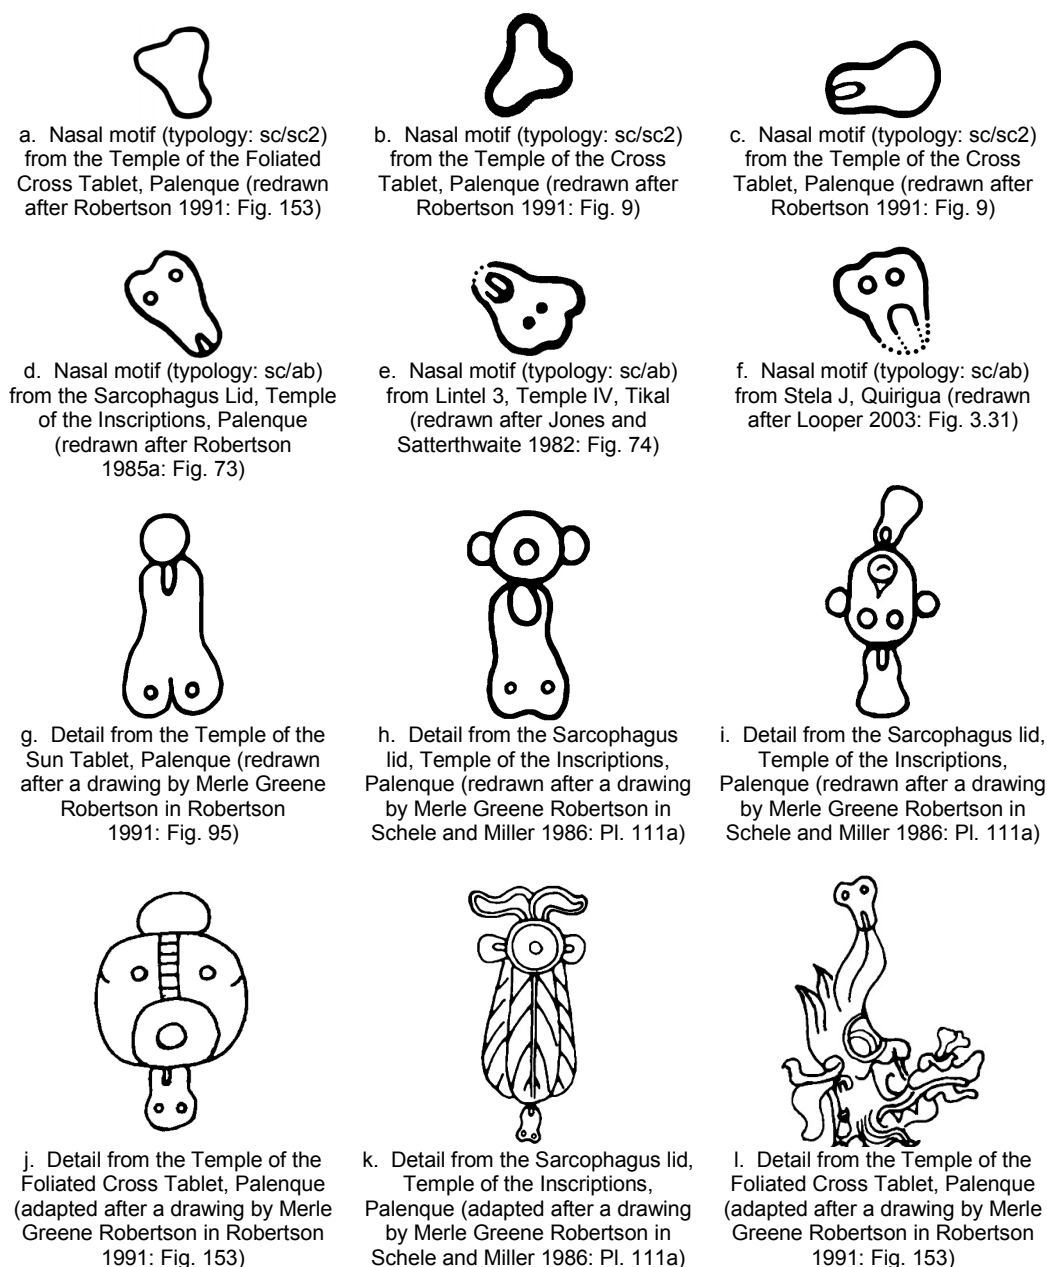 a. Nasal motif (typology: sc/sc2)
from the Temple of the Foliated
Cross Tablet, Palenque (redrawn
after Robertson 1991: Fig. 153)
b. Nasal motif (typology: sc/sc2)
from the Temple of the Cross
Tablet, Palenque (redrawn after
Robertson 1991: Fig. 9)
c. Nasal motif (typology: sc/sc2)
from the Temple of the Cross
Tablet, Palenque (redrawn after
Robertson 1991: Fig. 9)
d. Nasal motif (typology: sc/ab)
from the Sarcophagus Lid, Temple
of the Inscriptions, Palenque
(redrawn after Robertson
1985a: Fig. 73)
e. Nasal motif (typology: sc/ab)
from Lintel 3, Temple IV, Tikal
(redrawn after Jones and
Satterthwaite 1982: Fig. 74)
f. Nasal motif (typology: sc/ab)
from Stela J, Quirigua (redrawn
after Looper 2003: Fig. 3.31)
g. Detail from the Temple of the
Sun Tablet, Palenque (redrawn
after a drawing by Merle Greene
Robertson in Robertson
1991: Fig. 95)
h. Detail from the Sarcophagus
lid, Temple of the Inscriptions,
Palenque (redrawn after a drawing
by Merle Greene Robertson in
Schele and Miller 1986: Pl. 111a)
i. Detail from the Sarcophagus lid,
Temple of the Inscriptions,
Palenque (redrawn after a drawing
by Merle Greene Robertson in
Schele and Miller 1986: Pl. 111a)
j. Detail from the Temple of the
Foliated Cross Tablet, Palenque
(adapted after a drawing by Merle
Greene Robertson in Robertson
1991: Fig. 153)
k. Detail from the Sarcophagus lid,
Temple of the Inscriptions,
Palenque (adapted after a drawing
by Merle Greene Robertson in
Schele and Miller 1986: Pl. 111a)
l. Detail from the Temple of the
Foliated Cross Tablet, Palenque
(adapted after a drawing by Merle
Greene Robertson in Robertson
1991: Fig. 153)